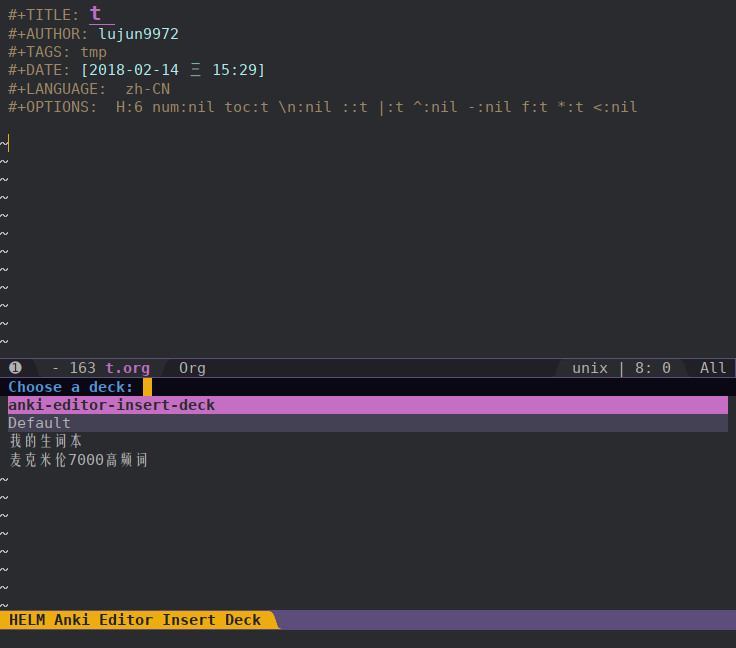 #+TITLE: t
#+AUTHOR: lujun9972
#+TAGS: tmp
#+DATE: [2018-02-14 三 15:29]
#+LANGUAGE:  zh-CN
#+OPTIONS:  H:6 num:nil toc:t \n:nil ::t |:t ^:nil -:nil f:t *:t <:nil
~
~
~
~
~
~
~
~
~
~
~
~
❶ - 163 t.org Org unix | 8: 0 All
Choose a deck:
anki-editor-insert-deck
Default
我的生词本
麦克米伦7000高频词
~
~
~
~
~
~
~
~
HELM Anki Editor Insert Deck